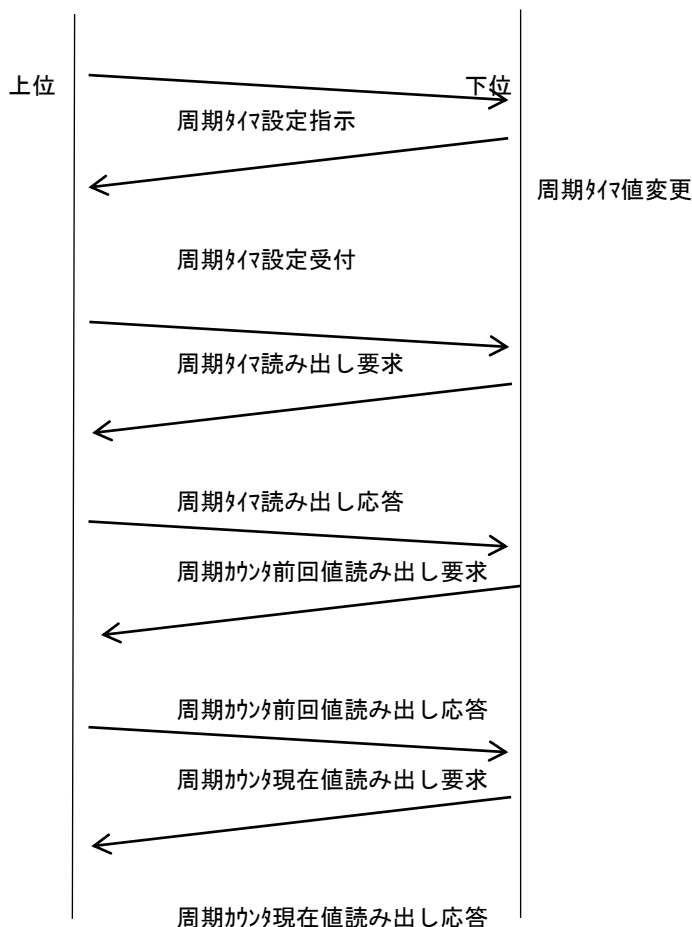 上位
下位
周期ﾀｲﾏ設定指示
周期ﾀｲﾏ値変更
周期ﾀｲﾏ設定受付
周期ﾀｲﾏ読み出し要求
周期ﾀｲﾏ読み出し応答
周期ｶｳﾝﾀ前回値読み出し要求
周期ｶｳﾝﾀ前回値読み出し応答
周期ｶｳﾝﾀ現在値読み出し要求
周期ｶｳﾝﾀ現在値読み出し応答